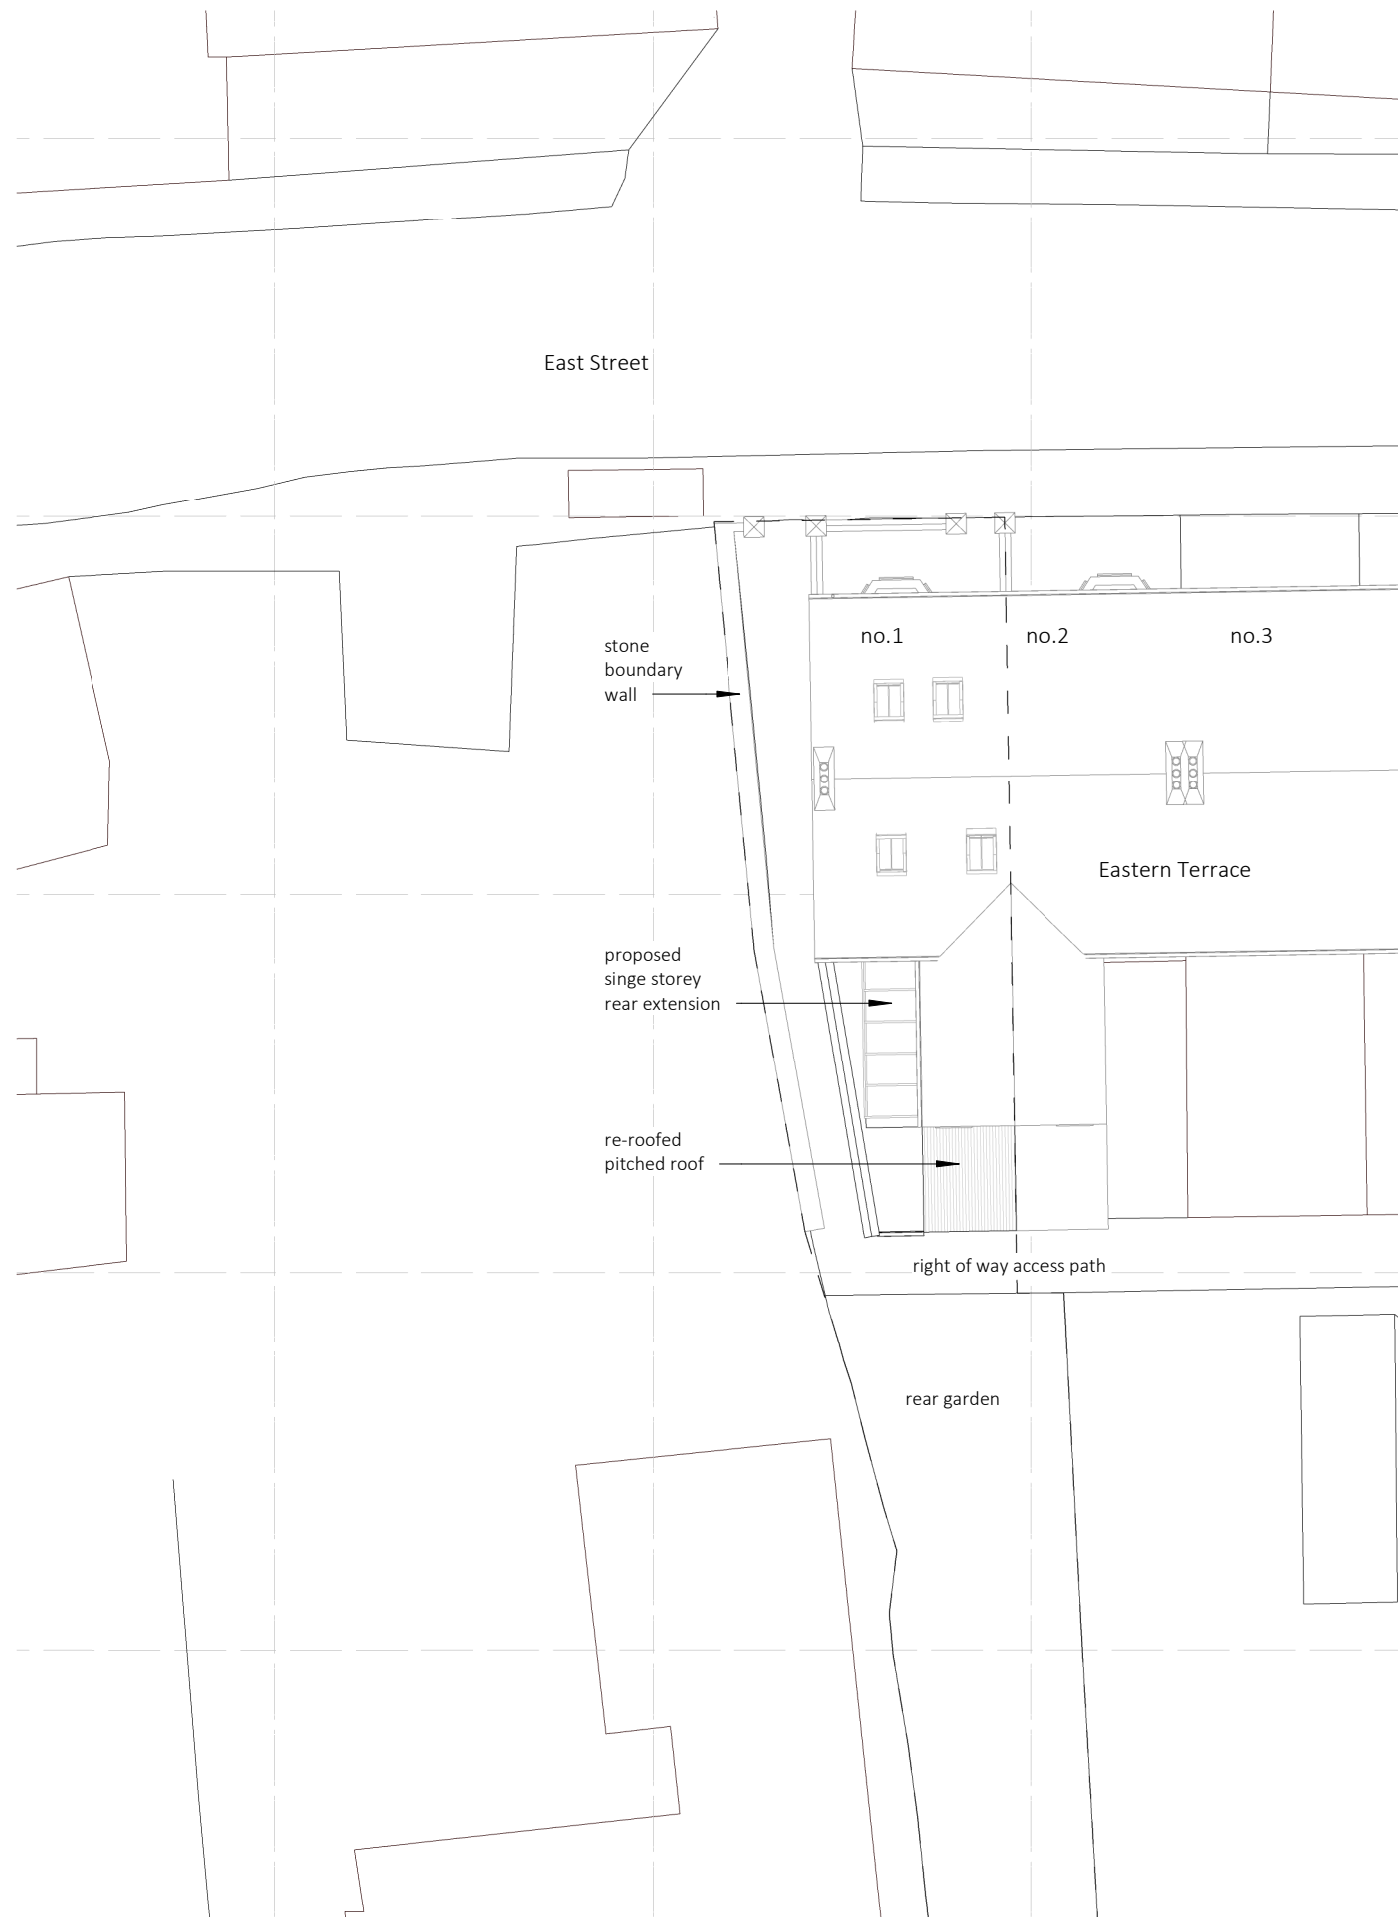 East Street
no.1
no.2
no.3
stone
boundary
wall
Eastern Terrace
proposed
singe storey
rear extension
re-roofed
pitched roof
right of way access path
rear garden